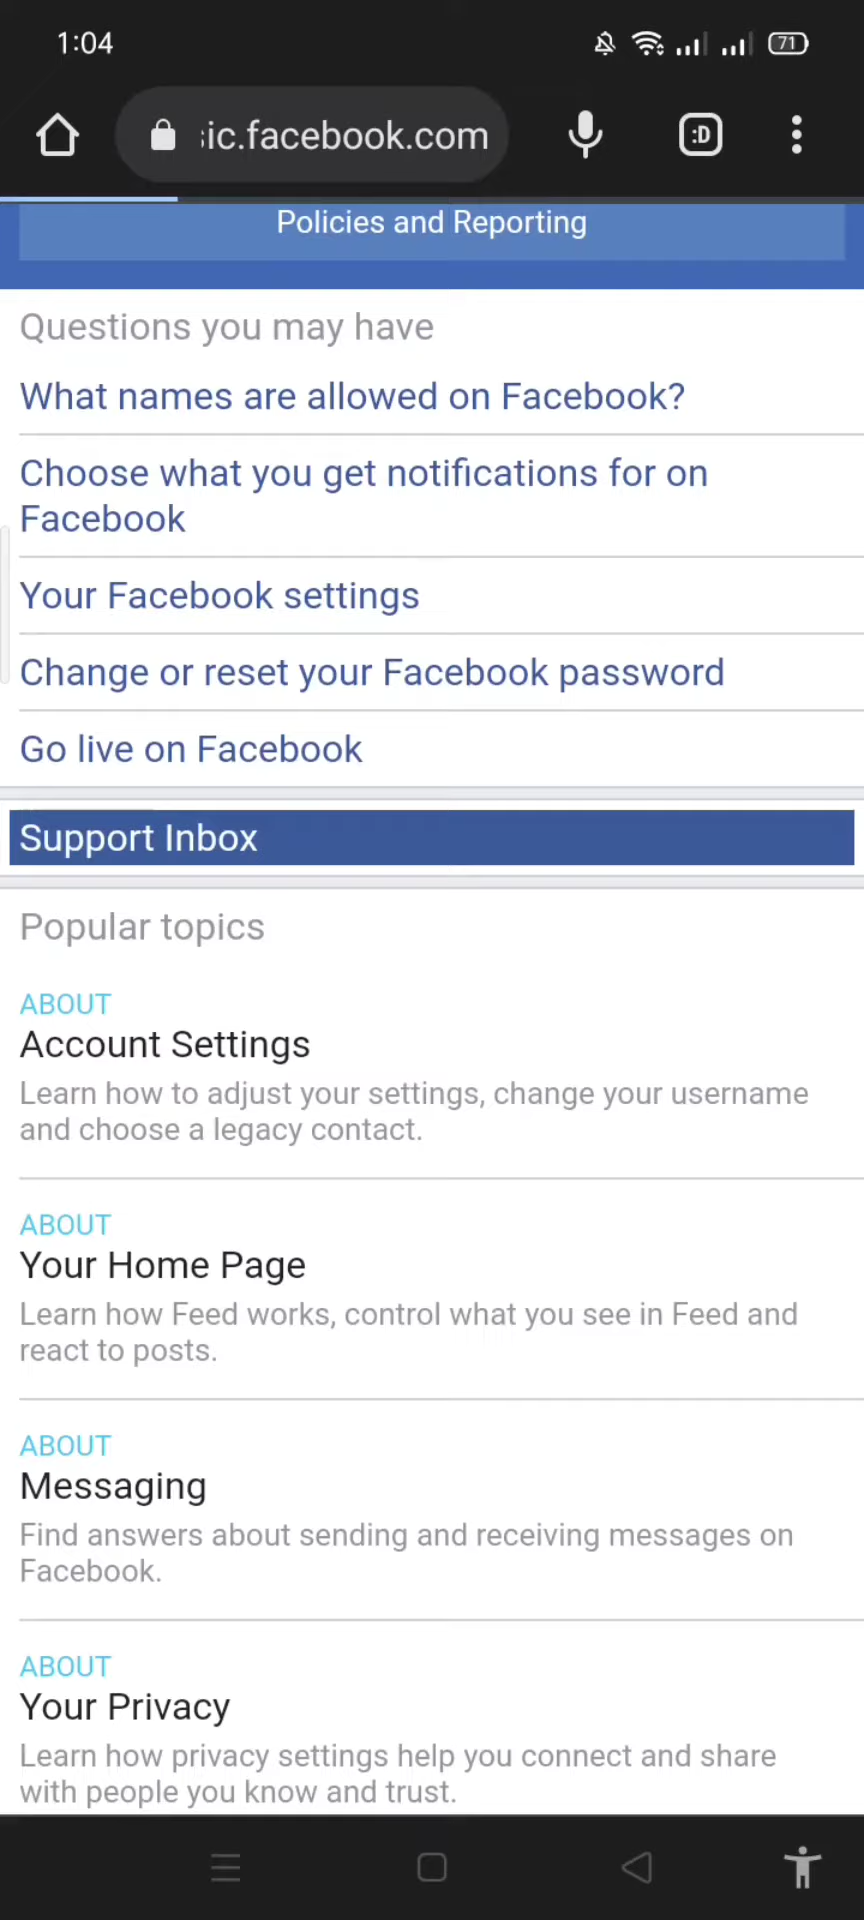 1:04
71
:D
ic.facebook.com
Policies and Reporting
Questions you may have
What names are allowed on Facebook?
Choose what you get notifications for on
Facebook
Your Facebook settings
Change or reset your Facebook password
Go live on Facebook
Support Inbox
Popular topics
ABOUT
Account Settings
Learn how to adjust your settings, change your username
and choose a legacy contact.
ABOUT
Your Home Page
Learn how Feed works, control what you see in Feed and
react to posts.
ABOUT
Messaging
Find answers about sending and receiving messages on
Facebook.
ABOUT
Your Privacy
Learn how privacy settings help you connect and share
with people you know and trust.